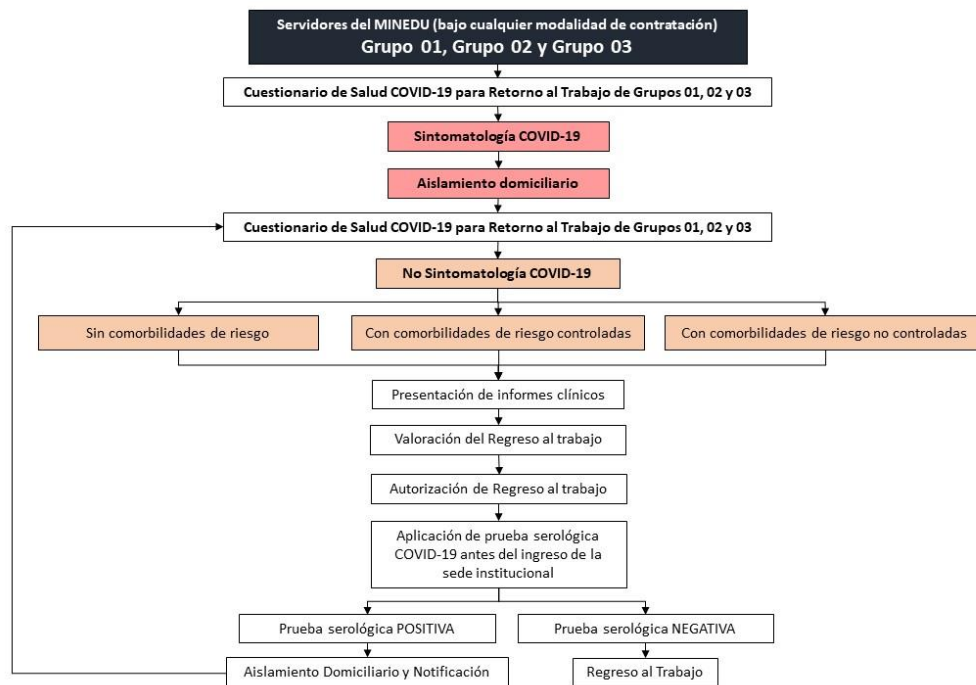 Servidores del MINEDU (bajo cualquier modalidad de contratación)
Grupo 01, Grupo 02 y Grupo 03
Cuestionario de Salud COVID-19 para Retorno al Trabajo de Grupos 01, 02 y 03
Sintomatología COVID-19
Aislamiento domiciliario
Cuestionario de Salud COVID-19 para Retorno al Trabajo de Grupos 01, 02 y 03
No Sintomatología COVID-19
Sin comorbilidades de riesgo
Con comorbilidades de riesgo controladas
Con comorbilidades de riesgo no controladas
Presentación de informes clínicos
Valoración del Regreso al trabajo
Autorización de Regreso al trabajo
Aplicación de prueba serológica
COVID-19 antes del ingreso de la
sede institucional
Prueba serológica POSITIVA
Prueba serológica NEGATIVA
Aislamiento Domiciliario y Notificación
Regreso al Trabajo